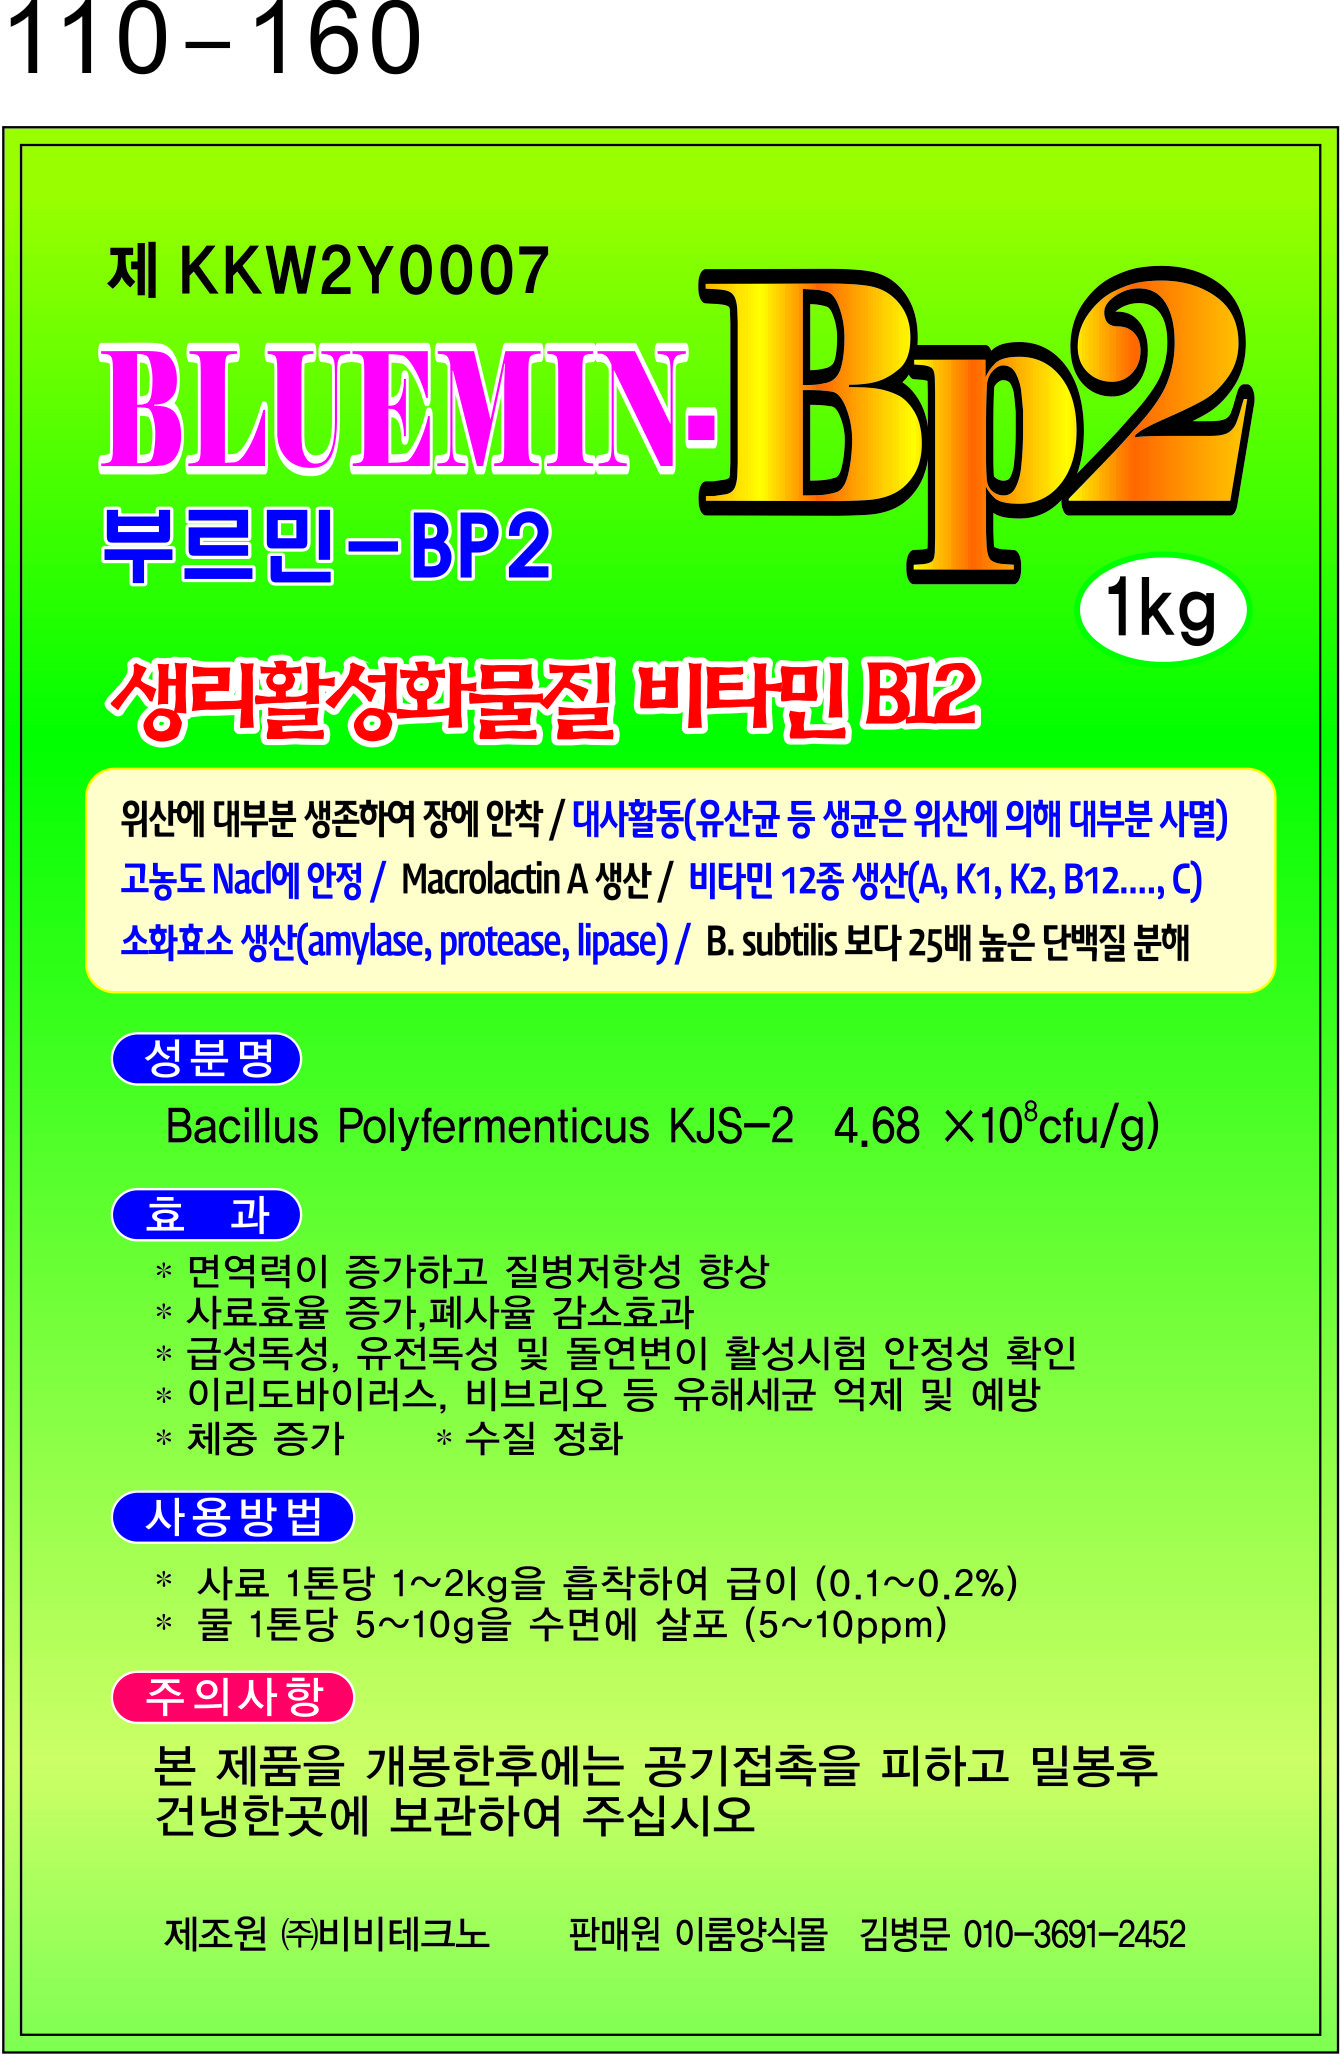 110-160
제 KKW2Y0007
BLUEMIN-Bp2
부르민-BP2
1kg
생리활성화물질 비타민 B12
위산에 대부분 생존하여 장에 안착 / 대사활동(유산균 등 생균은 위산에 의해 대부분 사멸)
고농도 Nacl에 안정 / Macrolactin A 생산 / 비타민 12종 생산(A, K1, K2, B12...., C)
소화효소 생산(amylase, protease, lipase) / B. subtilis 보다 25배 높은 단백질 분해
성분명
Bacillus Polyfermenticus KJS-2 4.68 ×10⁸cfu/g)
효 과
* 면역력이 증가하고 질병저항성 향상
* 사료효율 증가,폐사율 감소효과
* 급성독성, 유전독성 및 돌연변이 활성시험 안정성 확인
* 이리도바이러스, 비브리오 등 유해세균 억제 및 예방
* 체중 증가 * 수질 정화
사용방법
* 사료 1톤당 1~2kg을 흡착하여 급이 (0.1~0.2%)
* 물 1톤당 5~10g을 수면에 살포 (5~10ppm)
주의사항
본 제품을 개봉한후에는 공기접촉을 피하고 밀봉후
건냉한곳에 보관하여 주십시오
제조원 ㈜비비테크노 판매원 이룸양식몰 김병문 010-3691-2452